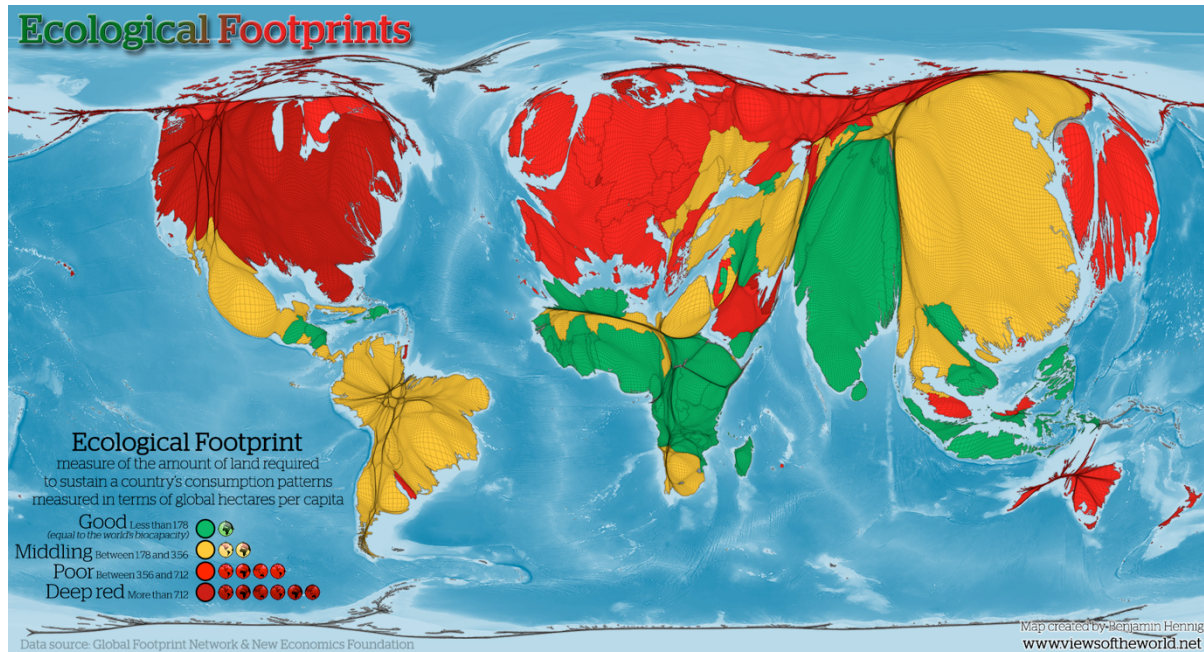 Ecological Footprints
Ecological Footprint
measure of the amount of land required
to sustain a country's consumption patterns
measured in terms of global hectares per capita
Good Less than 1.78
(equal to the world's biocapacity)
Middling Between 1.78 and 3.56
Poor Between 3.56 and 7.12
Deep red More than 7.12
Data source: Global Footprint Network & New Economics Foundation
Map created by Benjamin Hennig
www.viewsoftheworld.net